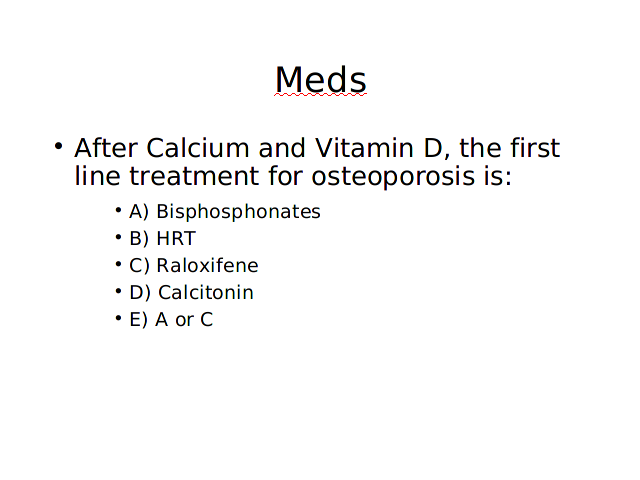 Meds
• After Calcium and Vitamin D, the first
line treatment for osteoporosis is:
• A) Bisphosphonates
• B) HRT
• C) Raloxifene
• D) Calcitonin
• E) A or C